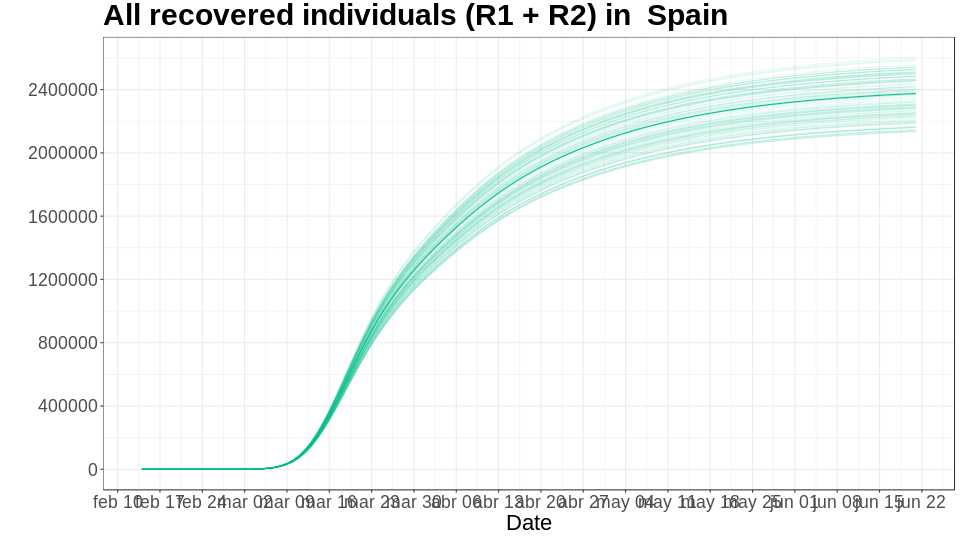 All recovered individuals (R1 + R2) in  Spain
2400000
2000000
1600000
1200000
800000
400000
0
feb 10 feb 17 feb 24 mar 02 mar 09 mar 16 mar 23 mar 30 abr 06 abr 13 abr 20 abr 27 may 04 may 11 may 18 may 25 jun 01 jun 08 jun 15 jun 22
Date